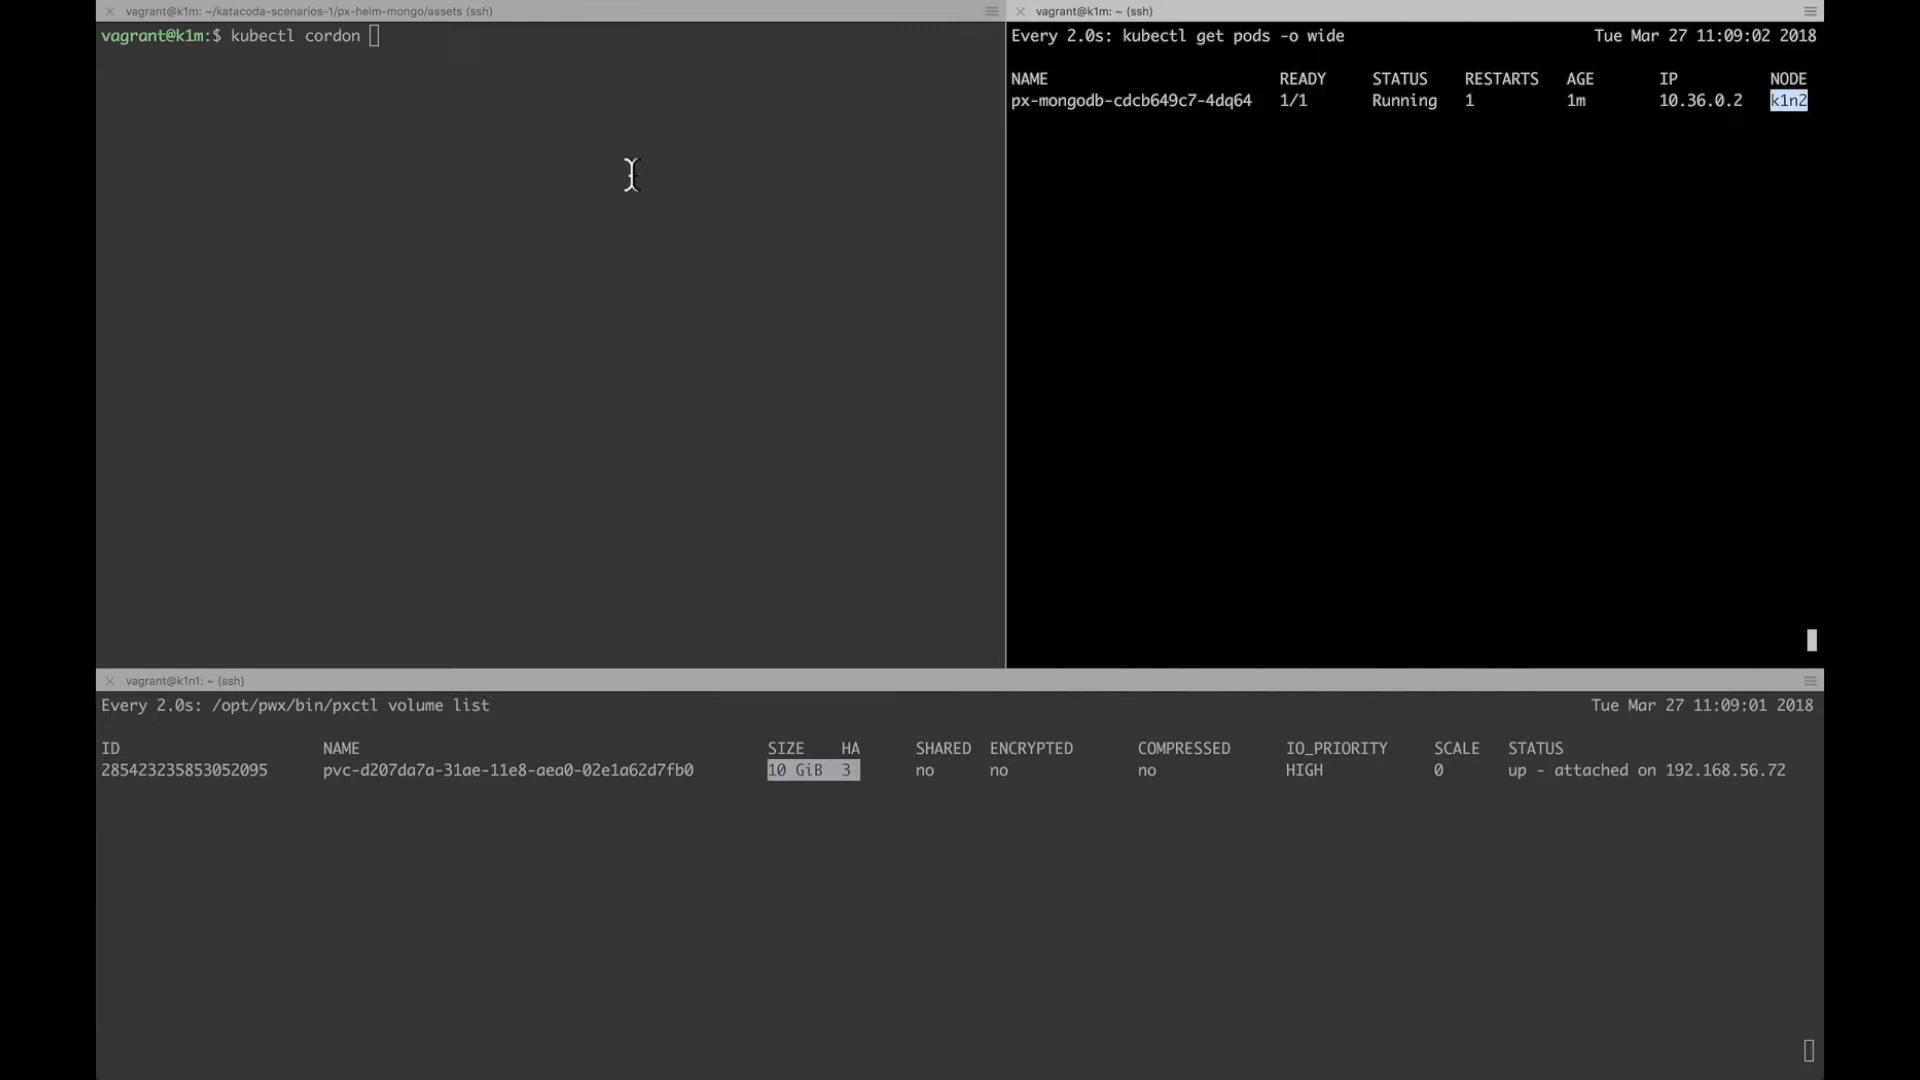 vagrant@k1m: ~/katacoda-scenarios-1/px-helm-mongo/assets (ssh)
vagrant@k1m:$ kubectl cordon
vagrant@k1m: ~ (ssh)
Every 2.0s: kubectl get pods -o wide Tue Mar 27 11:09:02 2018
NAME READY STATUS RESTARTS AGE IP NODE
px-mongodb-cdcb649c7-4dq64 1/1 Running 1 1m 10.36.0.2 k1n2
vagrant@k1n1: ~ (ssh)
Every 2.0s: /opt/pwx/bin/pxctl volume list Tue Mar 27 11:09:01 2018
ID NAME SIZE HA SHARED ENCRYPTED COMPRESSED IO_PRIORITY SCALE STATUS
285423235853052095 pvc-d207da7a-31ae-11e8-aea0-02e1a62d7fb0 10 GiB 3 no no no HIGH 0 up - attached on 192.168.56.72